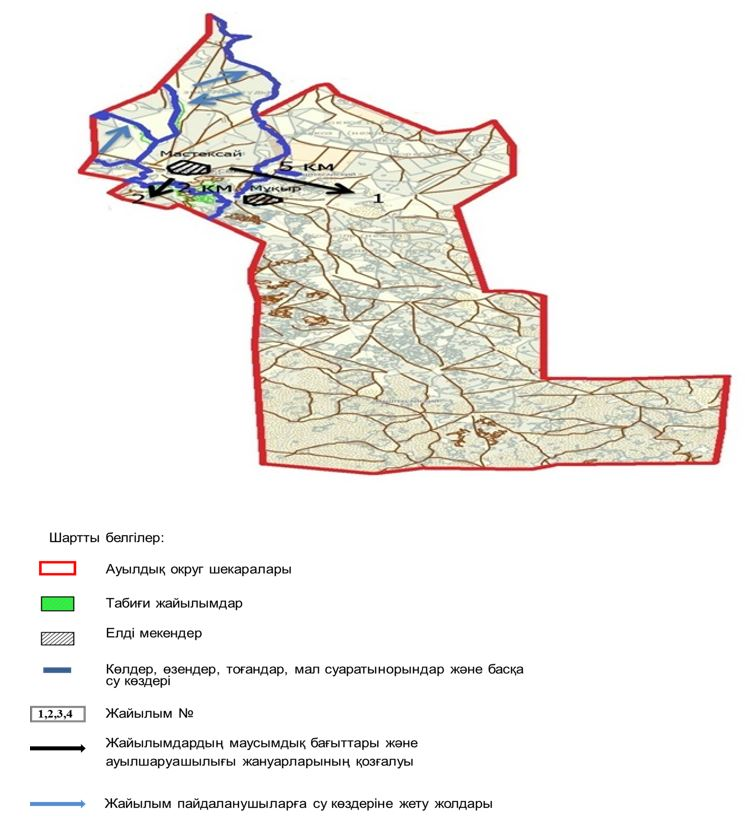 Мастексай
5 км
2 км
Мұқыр
1
2
Шартты белгілер:
Ауылдық округ шекаралары
Табиғи жайылымдар
Елді мекендер
Көлдер, өзендер, тоғандар, мал суаратынорындар және басқа
су көздері
1,2,3,4 Жайылым №
Жайылымдардың маусымдық бағыттары және
ауылшаруашылығы жануарларының қозғалуы
Жайылым пайдаланушыларға су көздеріне жету жолдары